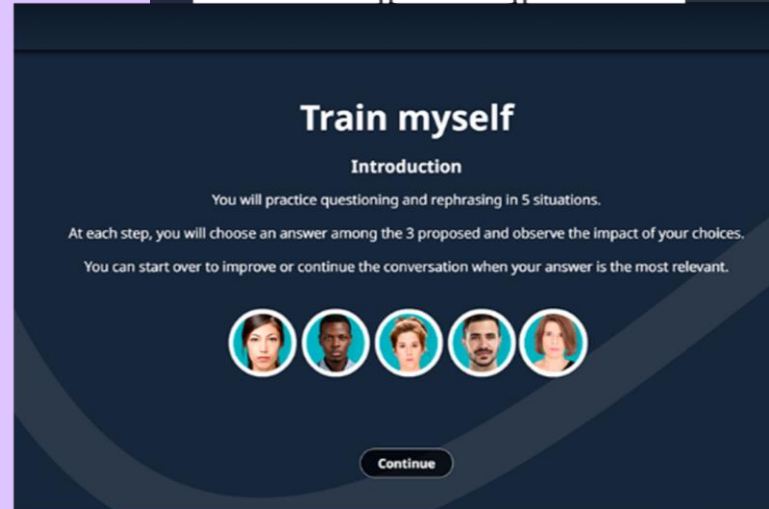 Train myself
Introduction
You will practice questioning and rephrasing in 5 situations.
At each step, you will choose an answer among the 3 proposed and observe the impact of your choices.
You can start over to improve or continue the conversation when your answer is the most relevant.
Continue